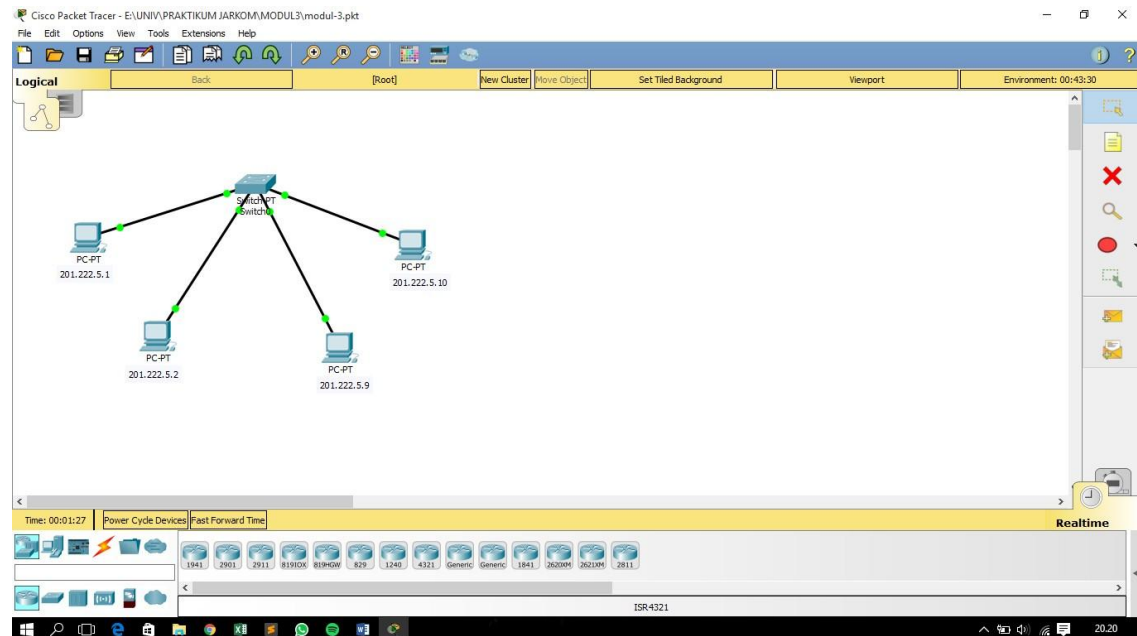 Cisco Packet Tracer - E:\UNIV\PRAKTIKUM JARKOM\MODUL3\modul-3.pkt
File Edit Options View Tools Extensions Help
Logical Back [Root] New Cluster Move Object Set Tiled Background Viewport Environment: 00:43:30
Switch-PT
Switch0
PC-PT
201.222.5.1
PC-PT
201.222.5.10
PC-PT
201.222.5.2
PC-PT
201.222.5.9
Time: 00:01:27 Power Cycle Devices Fast Forward Time Realtime
1941 2901 2911 819IOX 819HGW 829 1240 4321 Generic Generic 1841 2620XM 2621XM 2811
ISR4321
20.20